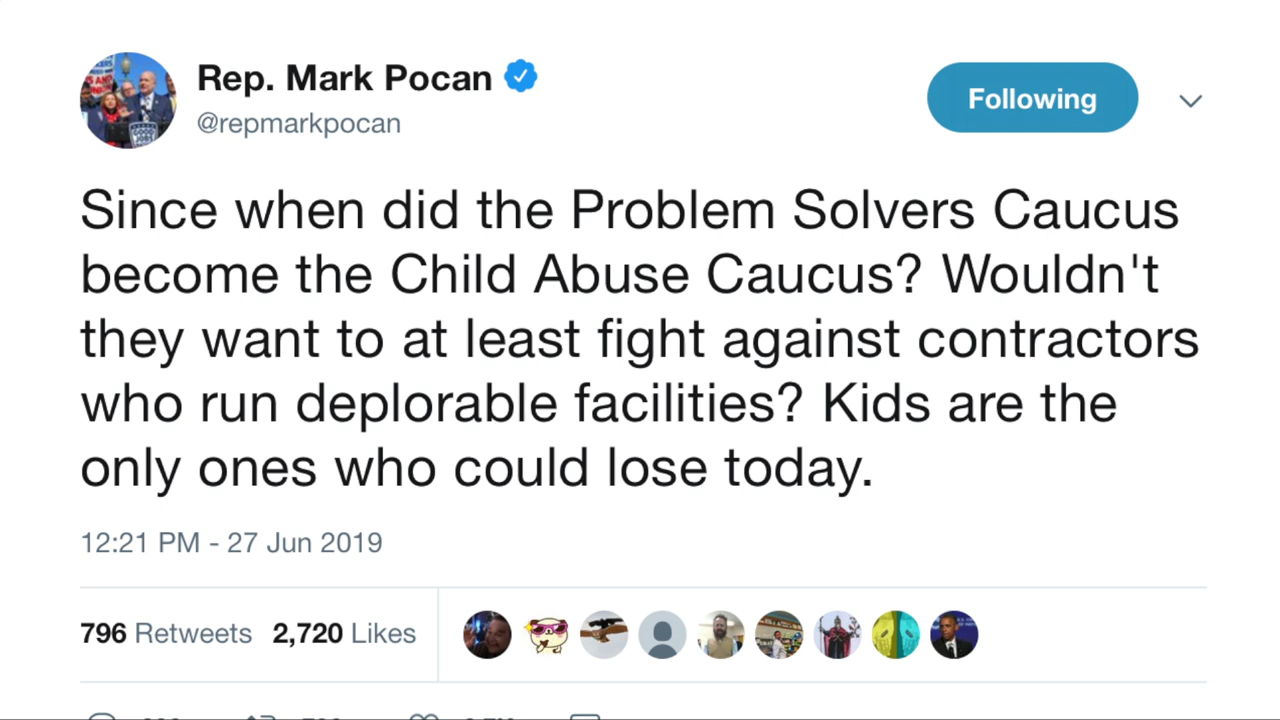 Rep. Mark Pocan
@repmarkpocan
Following
Since when did the Problem Solvers Caucus
become the Child Abuse Caucus? Wouldn't
they want to at least fight against contractors
who run deplorable facilities? Kids are the
only ones who could lose today.
12:21 PM - 27 Jun 2019
796 Retweets 2,720 Likes